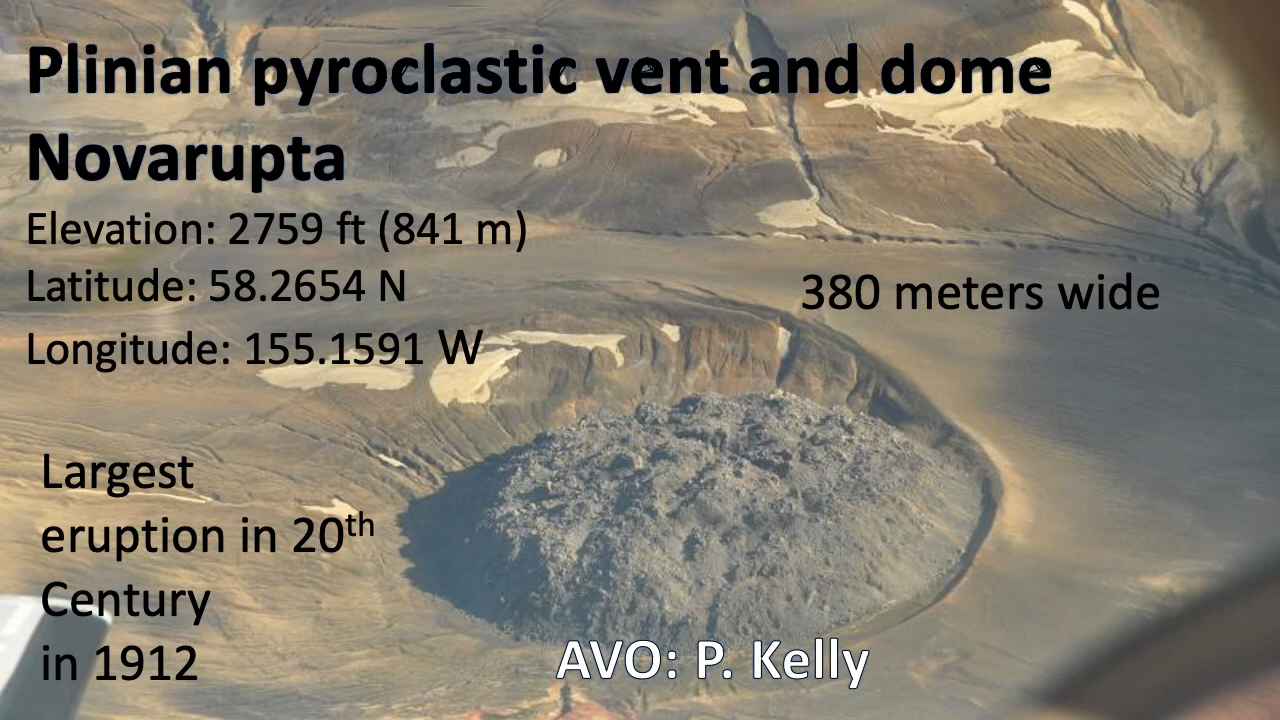 Plinian pyroclastic vent and dome
Novarupta
Elevation: 2759 ft (841 m)
Latitude: 58.2654 N
380 meters wide
Longitude: 155.1591 W
Largest
eruption in 20th
Century
in 1912
AVO: P. Kelly